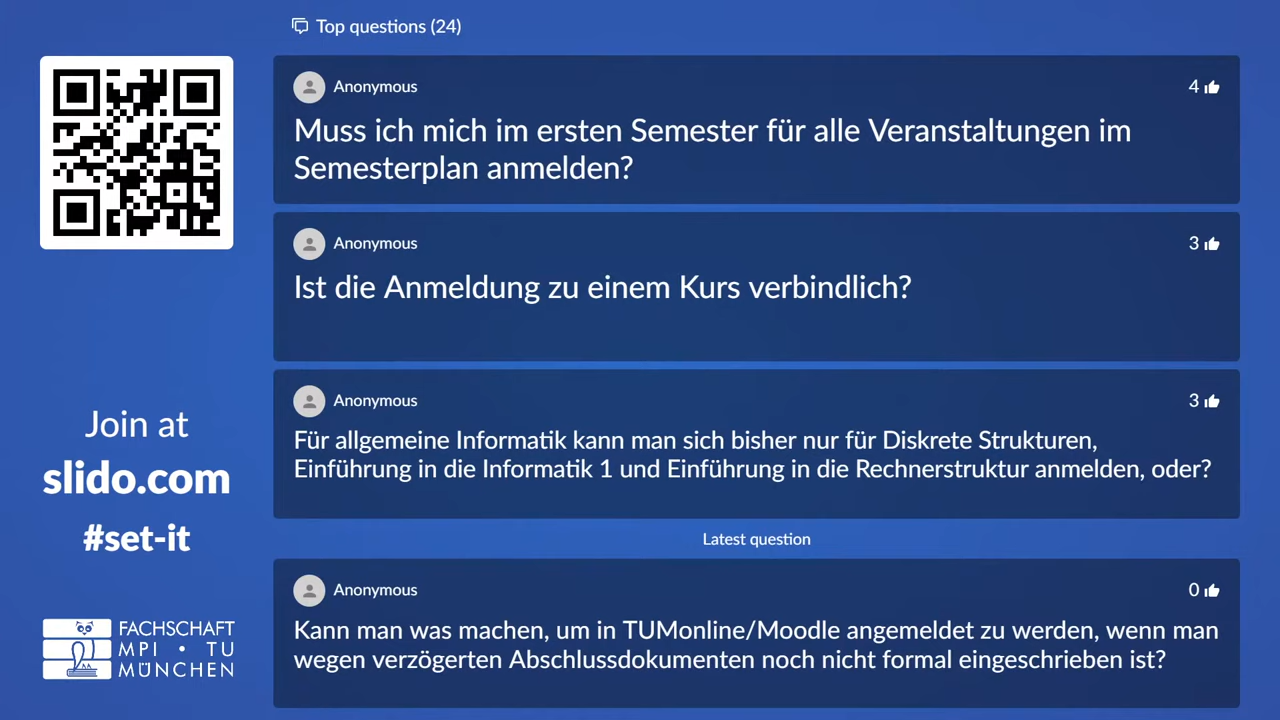 Top questions (24)
Anonymous
4
Muss ich mich im ersten Semester für alle Veranstaltungen im
Semesterplan anmelden?
Anonymous
3
Ist die Anmeldung zu einem Kurs verbindlich?
Anonymous
3
Für allgemeine Informatik kann man sich bisher nur für Diskrete Strukturen,
Einführung in die Informatik 1 und Einführung in die Rechnerstruktur anmelden, oder?
Latest question
Anonymous
0
Kann man was machen, um in TUMonline/Moodle angemeldet zu werden, wenn man
wegen verzögerten Abschlussdokumenten noch nicht formal eingeschrieben ist?
Join at
slido.com
#set-it
FACHSCHAFT
MPI • TU
MÜNCHEN